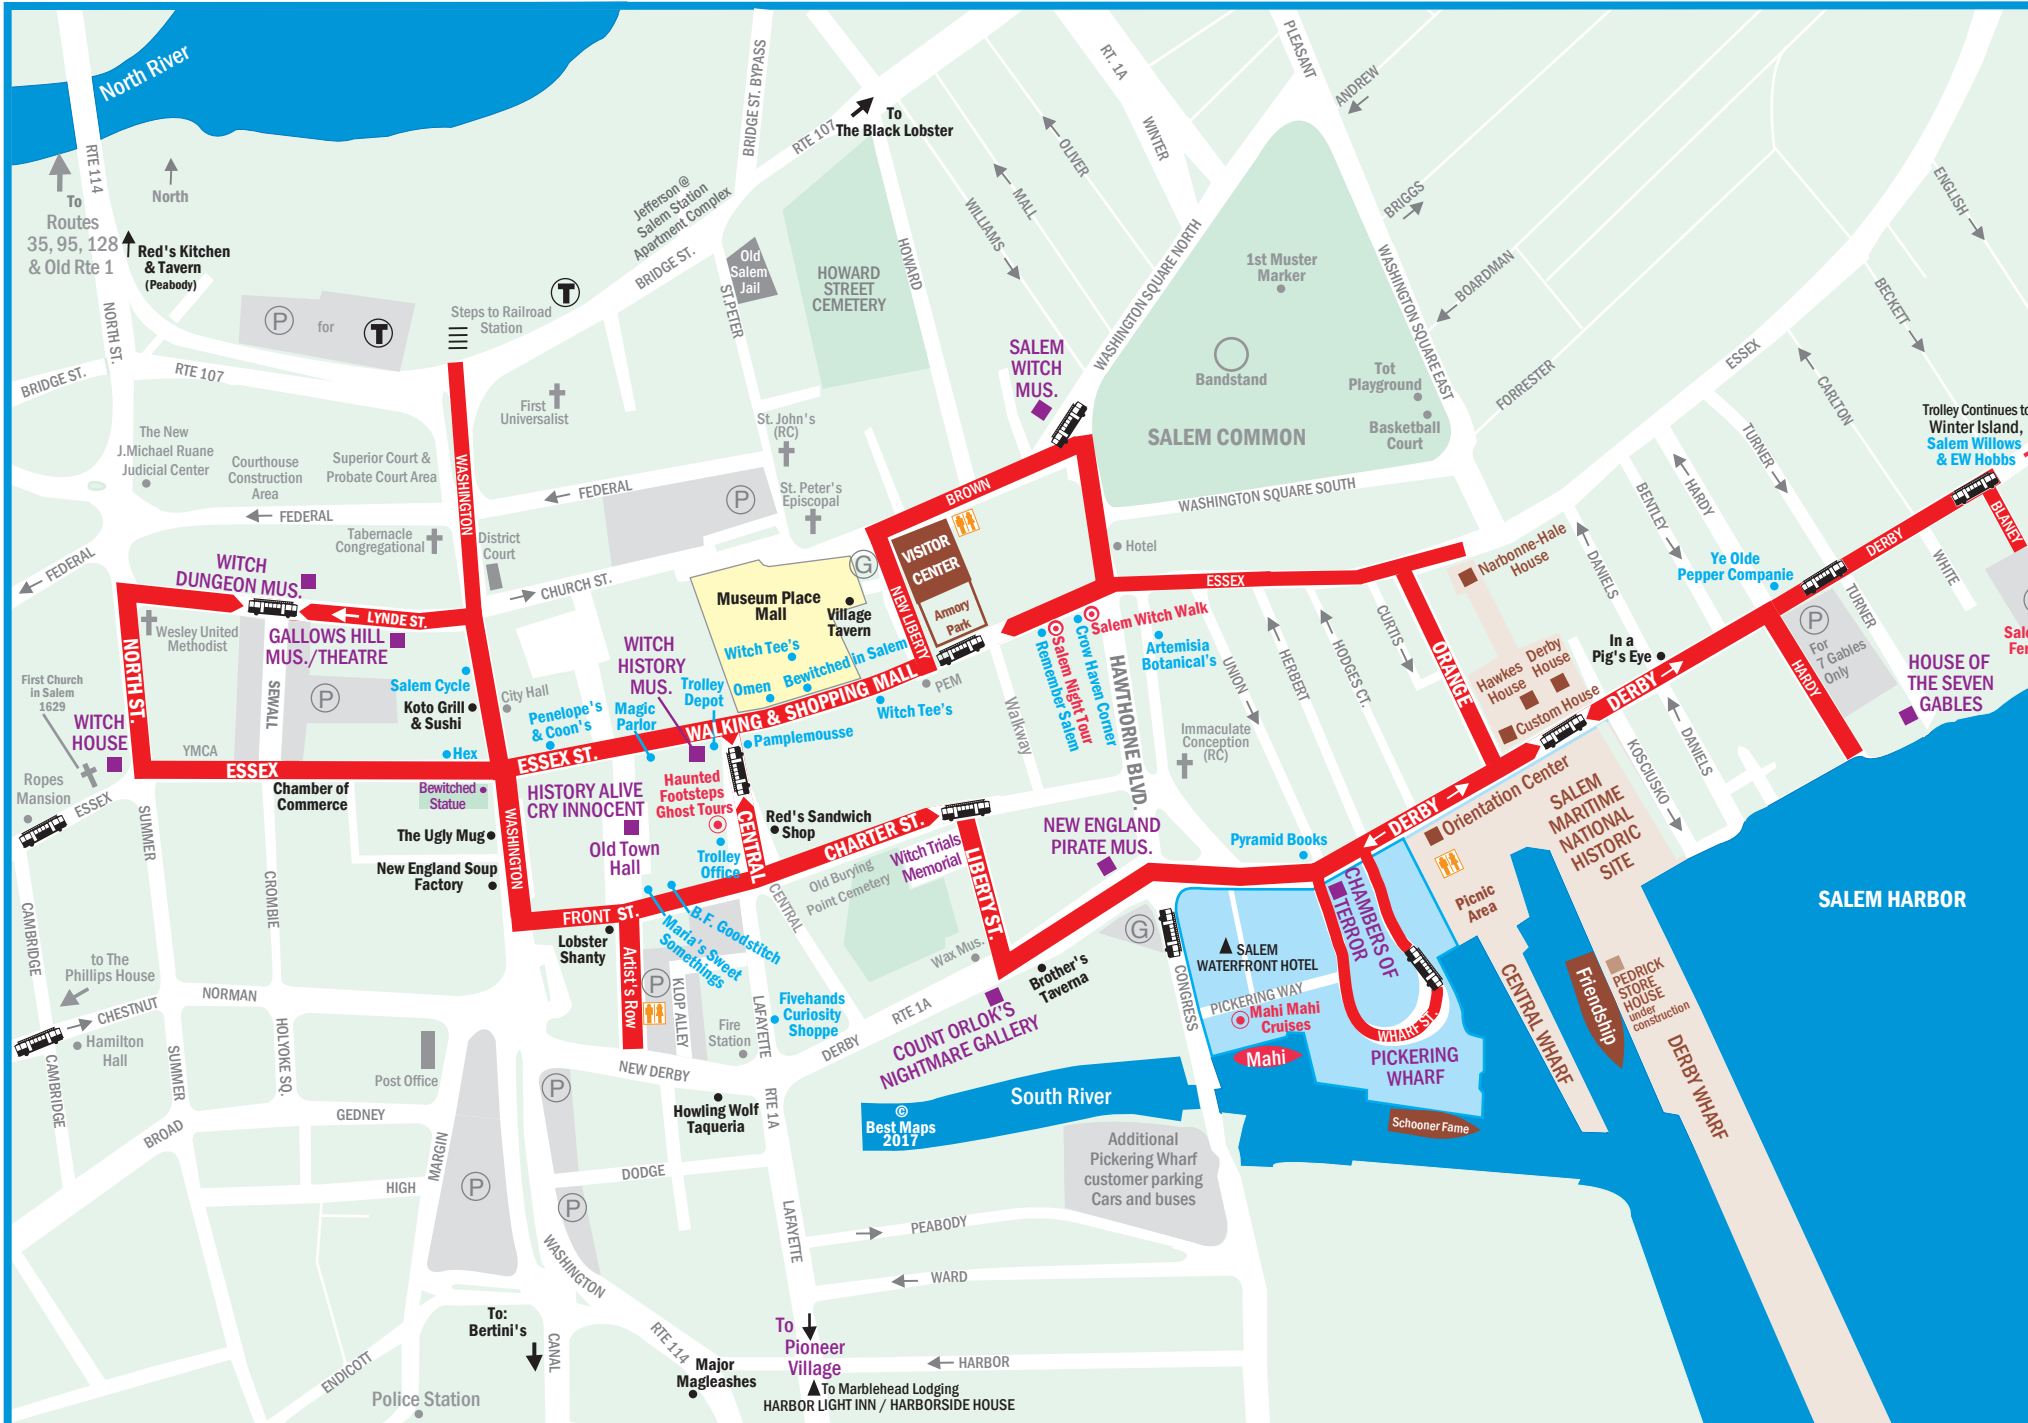 North River
RTE 114
To
Routes
35, 95, 128
& Old Rte 1
North
Red's Kitchen
& Tavern
(Peabody)
NORTH ST.
BRIDGE ST.
RTE 107
P
for
T
Steps to Railroad
Station
T
BRIDGE ST.
Jefferson @
Salem Station
Apartment Complex
BRIDGE ST. BYPASS
RTE 107
To
The Black Lobster
Old
Salem
Jail
ST.PETER
HOWARD
STREET
CEMETERY
HOWARD
WILLIAMS
MALL
OLIVER
RT. 1A
WINTER
PLEASANT
ANDREW
BRIGGS
BOARDMAN
FORRESTER
ESSEX
ENGLISH
BECKETT
CARLTON
TURNER
HARDY
BENTLEY
WASHINGTON SQUARE NORTH
WASHINGTON SQUARE EAST
WASHINGTON SQUARE SOUTH
1st Muster
Marker
Bandstand
Tot
Playground
Basketball
Court
SALEM COMMON
SALEM
WITCH
MUS.
Trolley Continues to
Winter Island,
Salem Willows
& EW Hobbs
The New
J.Michael Ruane
Judicial Center
Courthouse
Construction
Area
Superior Court &
Probate Court Area
First
Universalist
St. John's
(RC)
St. Peter's
Episcopal
FEDERAL
FEDERAL
FEDERAL
P
Tabernacle
Congregational
District
Court
WASHINGTON
CHURCH ST.
WITCH
DUNGEON MUS.
LYNDE ST.
GALLOWS HILL
MUS./THEATRE
Wesley United
Methodist
First Church
in Salem
1629
WITCH
HOUSE
NORTH ST.
SEWALL
P
YMCA
Salem Cycle
Koto Grill
& Sushi
Hex
City Hall
Penelope's
& Coon's
Magic
Parlor
WITCH
HISTORY
MUS.
Trolley
Depot
Museum Place
Mall
Village
Tavern
Witch Tee's
Omen
Bewitched in Salem
G
VISITOR
CENTER
Armory
Park
BROWN
NEW LIBERTY
PEM
Witch Tee's
Pamplemousse
ESSEX ST.
WALKING & SHOPPING MALL
Walkway
Hotel
ESSEX
Salem Witch Walk
Crow Haven Corner
Salem Night Tour
Remember Salem
Artemisia
Botanical's
HAWTHORNE BLVD.
UNION
HERBERT
HODGES CT.
CURTIS
ORANGE
Immaculate
Conception
(RC)
Narbonne-Hale
House
DANIELS
Hawkes
House
Derby
House
Custom House
In a
Pig's Eye
Ye Olde
Pepper Companie
DERBY
DERBY
BLANEY
WHITE
TURNER
P
For
7 Gables
Only
HARDY
HOUSE OF
THE SEVEN
GABLES
KOSCIUSKO
DANIELS
Ropes
Mansion
ESSEX
ESSEX
Chamber of
Commerce
Bewitched
Statue
The Ugly Mug
New England Soup
Factory
WASHINGTON
HISTORY ALIVE
CRY INNOCENT
Old Town
Hall
Haunted
Footsteps
Ghost Tours
Trolley
Office
CENTRAL
Red's Sandwich
Shop
CHARTER ST.
Witch Trials
Memorial
Old Burying
Point Cemetery
CENTRAL
LIBERTY ST.
NEW ENGLAND
PIRATE MUS.
Pyramid Books
DERBY
Orientation Center
SALEM
MARITIME
NATIONAL
HISTORIC
SITE
Picnic
Area
CHAMBERS OF
TERROR
SALEM HARBOR
SUMMER
CAMBRIDGE
to The
Phillips House
CHESTNUT
Hamilton
Hall
CAMBRIDGE
NORMAN
CROMBIE
SUMMER
HOLYOKE SQ.
Post Office
FRONT ST.
Lobster
Shanty
Artist's Row
B.F. Goodstitch
Maria's Sweet
Somethings
P
KLOP ALLEY
LAFAYETTE
Fire
Station
Fivehands
Curiosity
Shoppe
Wax Mus.
Brother's
Taverna
RTE 1A
DERBY
COUNT ORLOK'S
NIGHTMARE GALLERY
G
CONGRESS
SALEM
WATERFRONT HOTEL
PICKERING WAY
Mahi Mahi
Cruises
Mahi
WHARF ST.
PICKERING
WHARF
Schooner Fame
CENTRAL WHARF
Friendship
PEDRICK
STORE
HOUSE
under
construction
DERBY WHARF
NEW DERBY
RTE 1A
Howling Wolf
Taqueria
South River
©
Best Maps
2017
Additional
Pickering Wharf
customer parking
Cars and buses
GEDNEY
BROAD
HIGH
MARGIN
P
P
P
DODGE
LAFAYETTE
PEABODY
WARD
HARBOR
WASHINGTON
RTE 114
CANAL
To:
Bertini's
ENDICOTT
Police Station
Major
Magleashes
To
Pioneer
Village
To Marblehead Lodging
HARBOR LIGHT INN / HARBORSIDE HOUSE